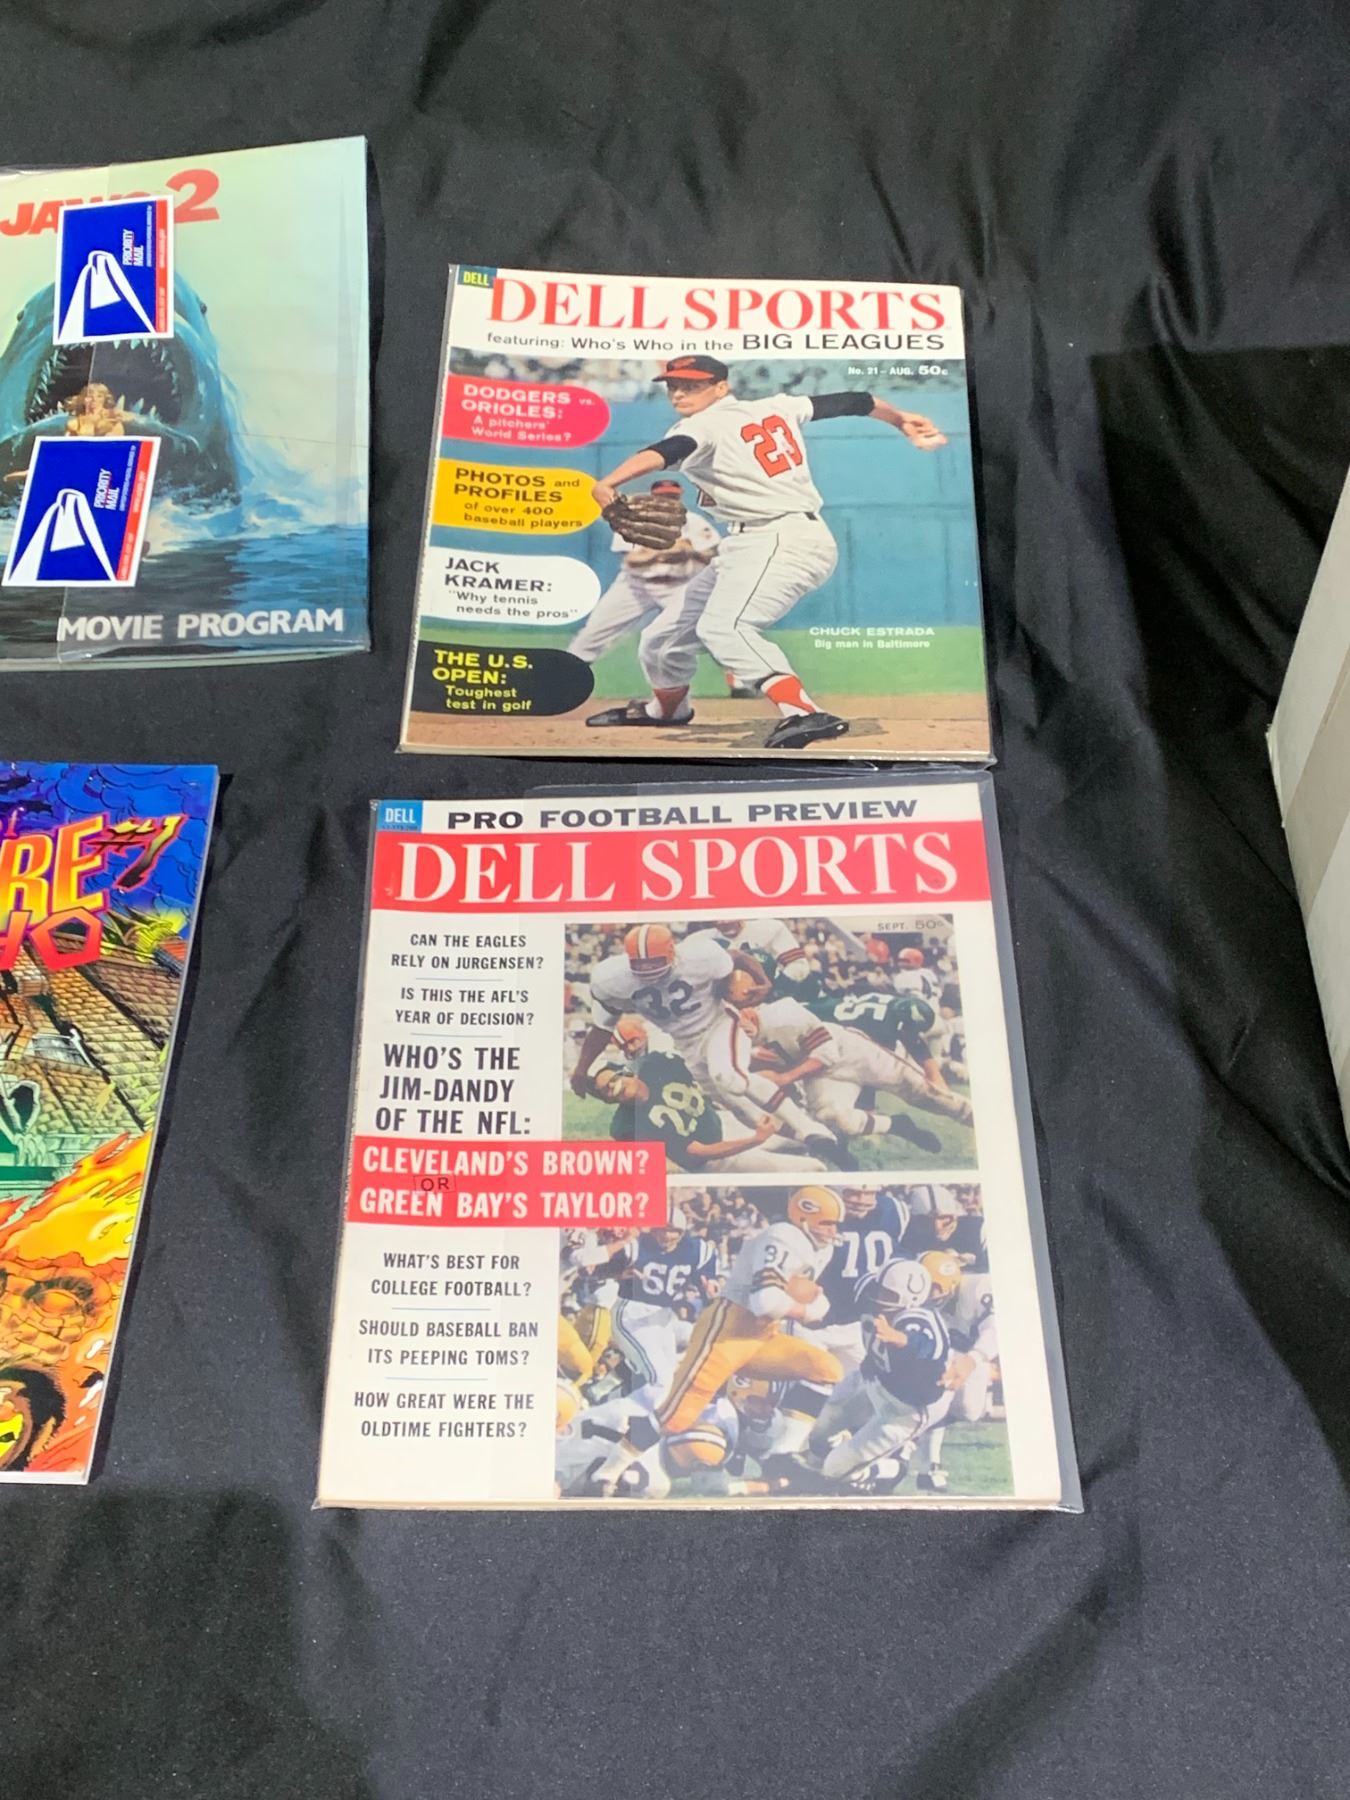 JAWS 2
PRIORITY
MAIL
PRIORITY
MAIL
MOVIE PROGRAM
DELL
DELL SPORTS
featuring: Who's Who in the BIG LEAGUES
No. 21 - AUG. 50c
DODGERS vs.
ORIOLES:
A pitchers'
World Series?
PHOTOS and
PROFILES
of over 400
baseball players
JACK
KRAMER:
"Why tennis
needs the pros"
THE U.S.
OPEN:
Toughest
test in golf
23
CHUCK ESTRADA
Big man in Baltimore
#1
DELL
PRO FOOTBALL PREVIEW
DELL SPORTS
SEPT. 50c
CAN THE EAGLES
RELY ON JURGENSEN?
IS THIS THE AFL'S
YEAR OF DECISION?
WHO'S THE
JIM-DANDY
OF THE NFL:
CLEVELAND'S BROWN?
OR
GREEN BAY'S TAYLOR?
WHAT'S BEST FOR
COLLEGE FOOTBALL?
SHOULD BASEBALL BAN
ITS PEEPING TOMS?
HOW GREAT WERE THE
OLDTIME FIGHTERS?
32
28
66
31
70